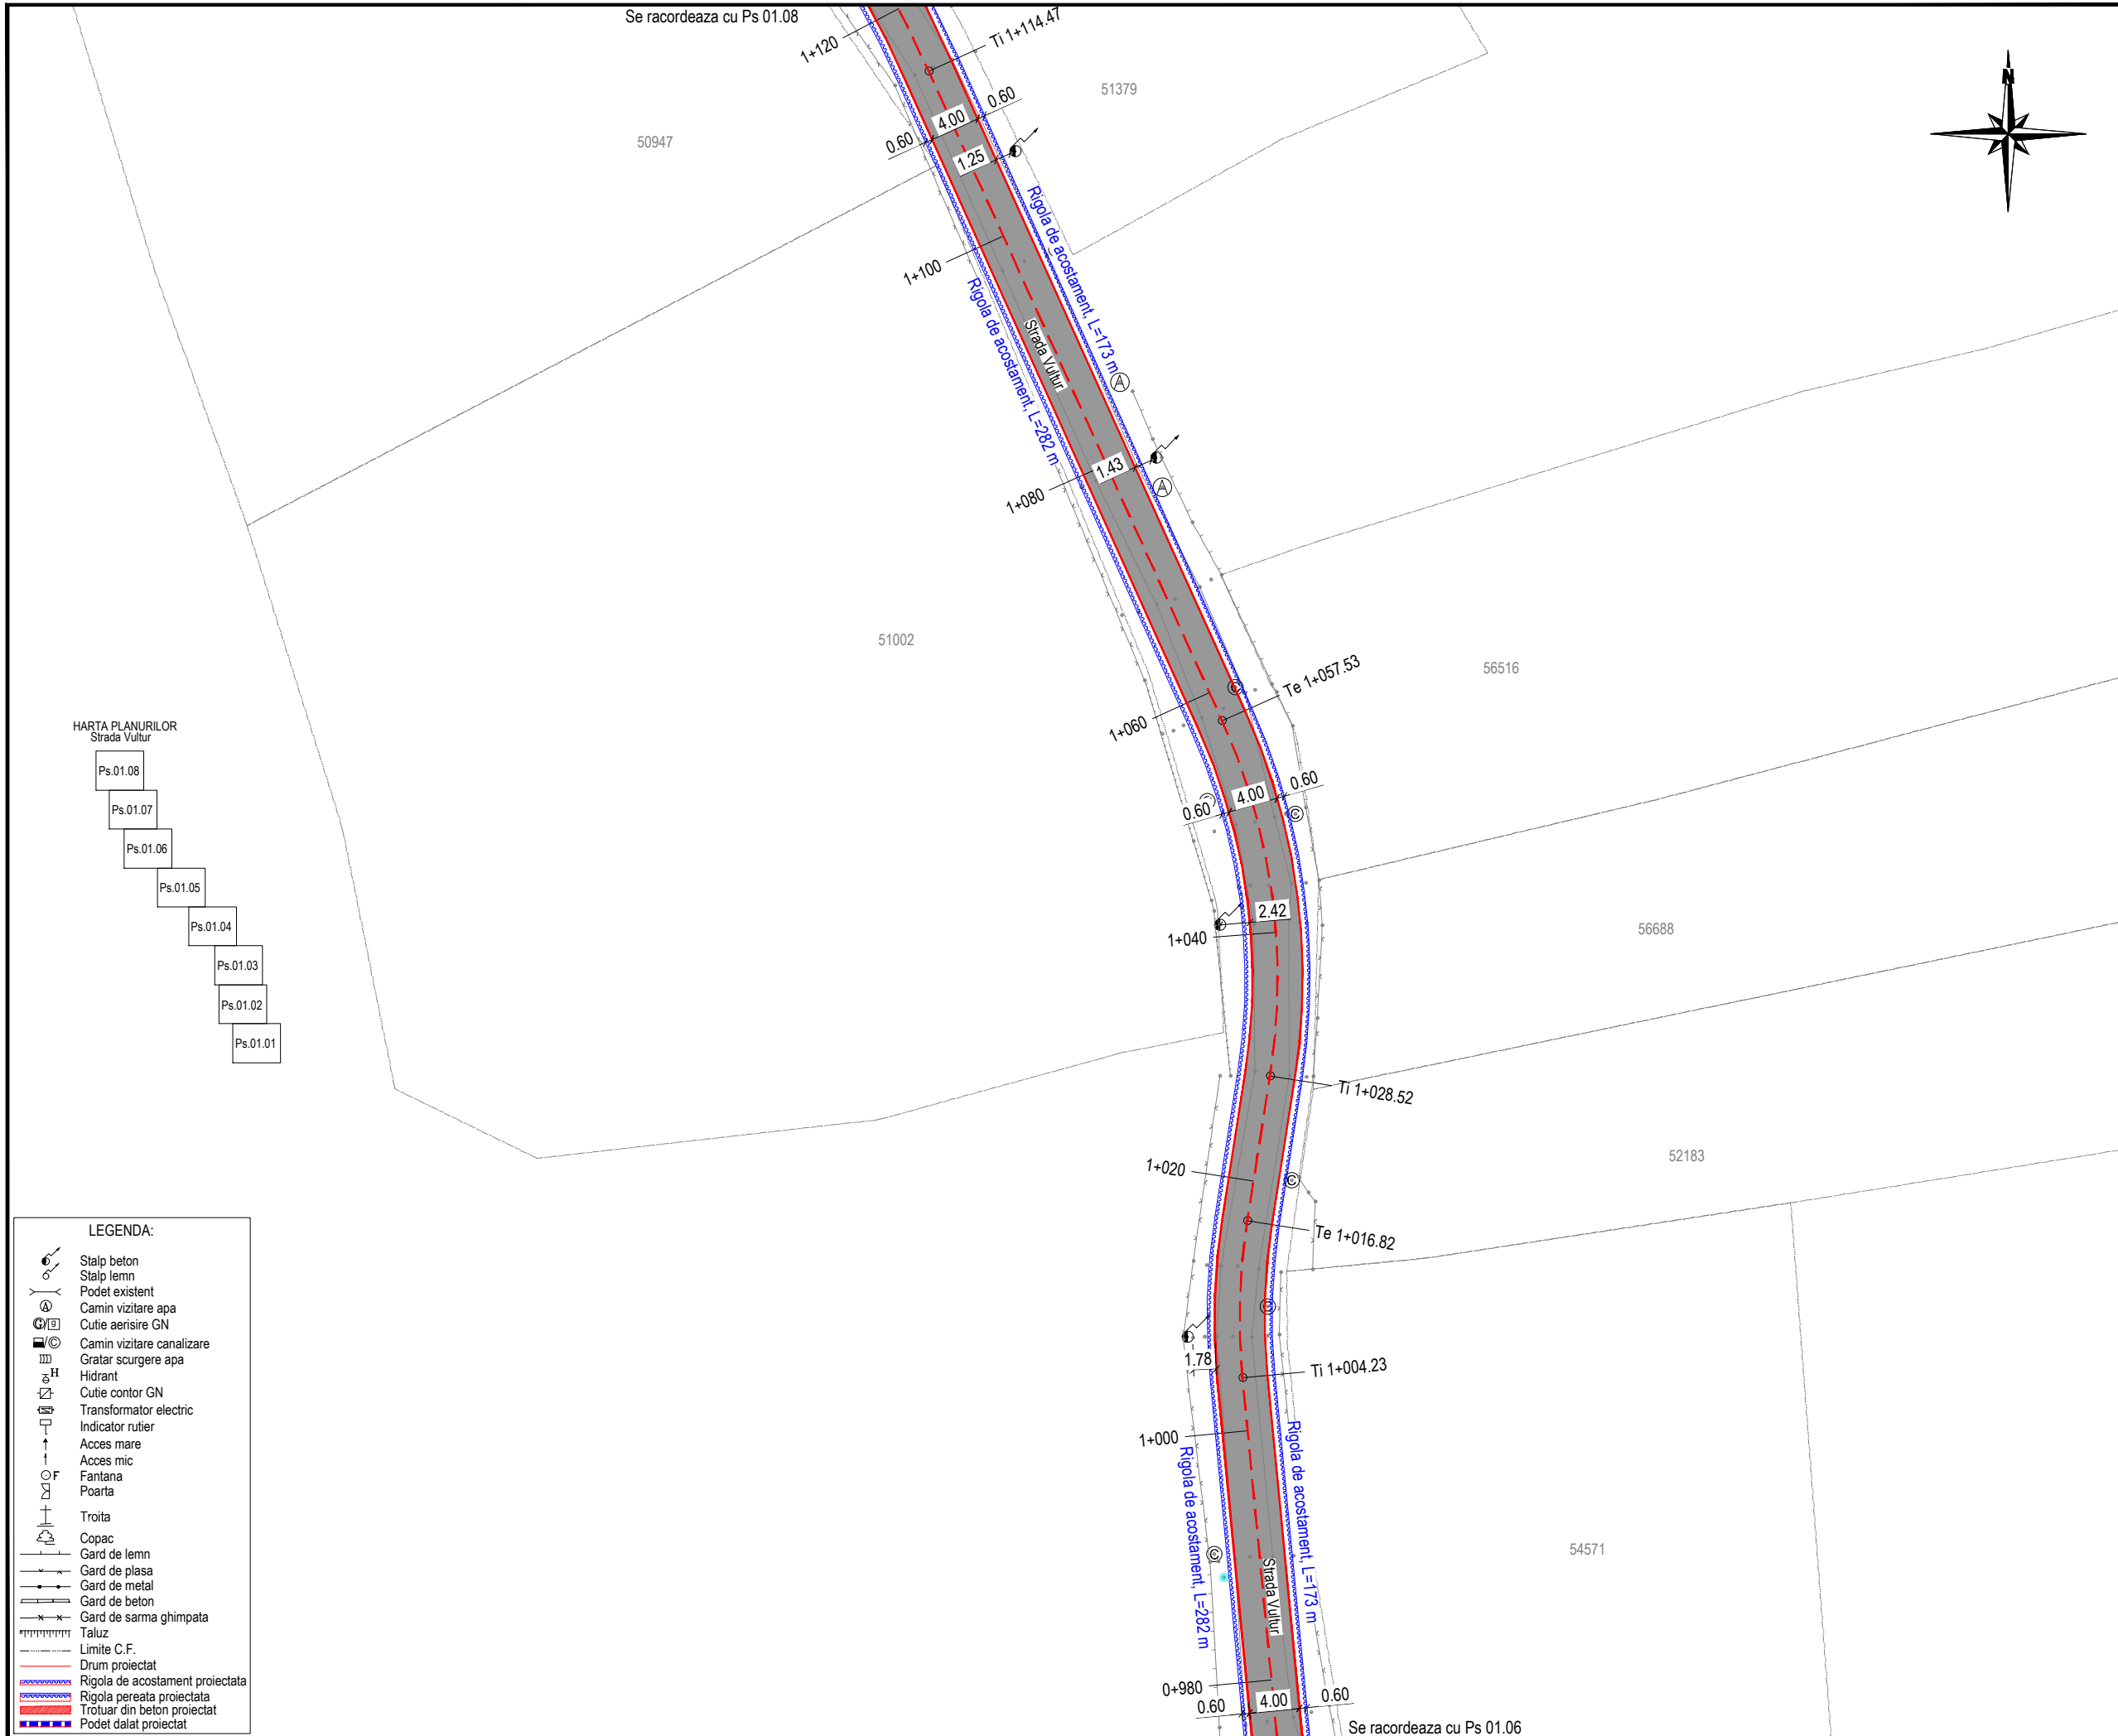 Se racordeaza cu Ps 01.08
1+120
Ti 1+114.47
N
51379
50947
0.60
4.00
0.60
1.25
1+100
Rigola de acostament, L=173 m
Rigola de acostament, L=282 m
Strada Vultur
A
1.43
1+080
A
51002
56516
C
Te 1+057.53
1+060
0.60
4.00
0.60
C
2.42
1+040
56688
Ti 1+028.52
1+020
C
52183
Te 1+016.82
C
1.78
Ti 1+004.23
1+000
Rigola de acostament, L=282 m
Rigola de acostament, L=173 m
C
Strada Vultur
54571
0+980
0.60
4.00
0.60
Se racordeaza cu Ps 01.06
HARTA PLANURILOR
Strada Vultur
Ps.01.08
Ps.01.07
Ps.01.06
Ps.01.05
Ps.01.04
Ps.01.03
Ps.01.02
Ps.01.01
LEGENDA:
Stalp beton
Stalp lemn
Podet existent
A Camin vizitare apa
G/g Cutie aerisire GN
/C Camin vizitare canalizare
Gratar scurgere apa
H Hidrant
Cutie contor GN
Transformator electric
Indicator rutier
Acces mare
Acces mic
F Fantana
Poarta
Troita
Copac
Gard de lemn
Gard de plasa
Gard de metal
Gard de beton
Gard de sarma ghimpata
Taluz
Limite C.F.
Drum proiectat
Rigola de acostament proiectata
Rigola pereata proiectata
Trotuar din beton proiectat
Podet dalat proiectat